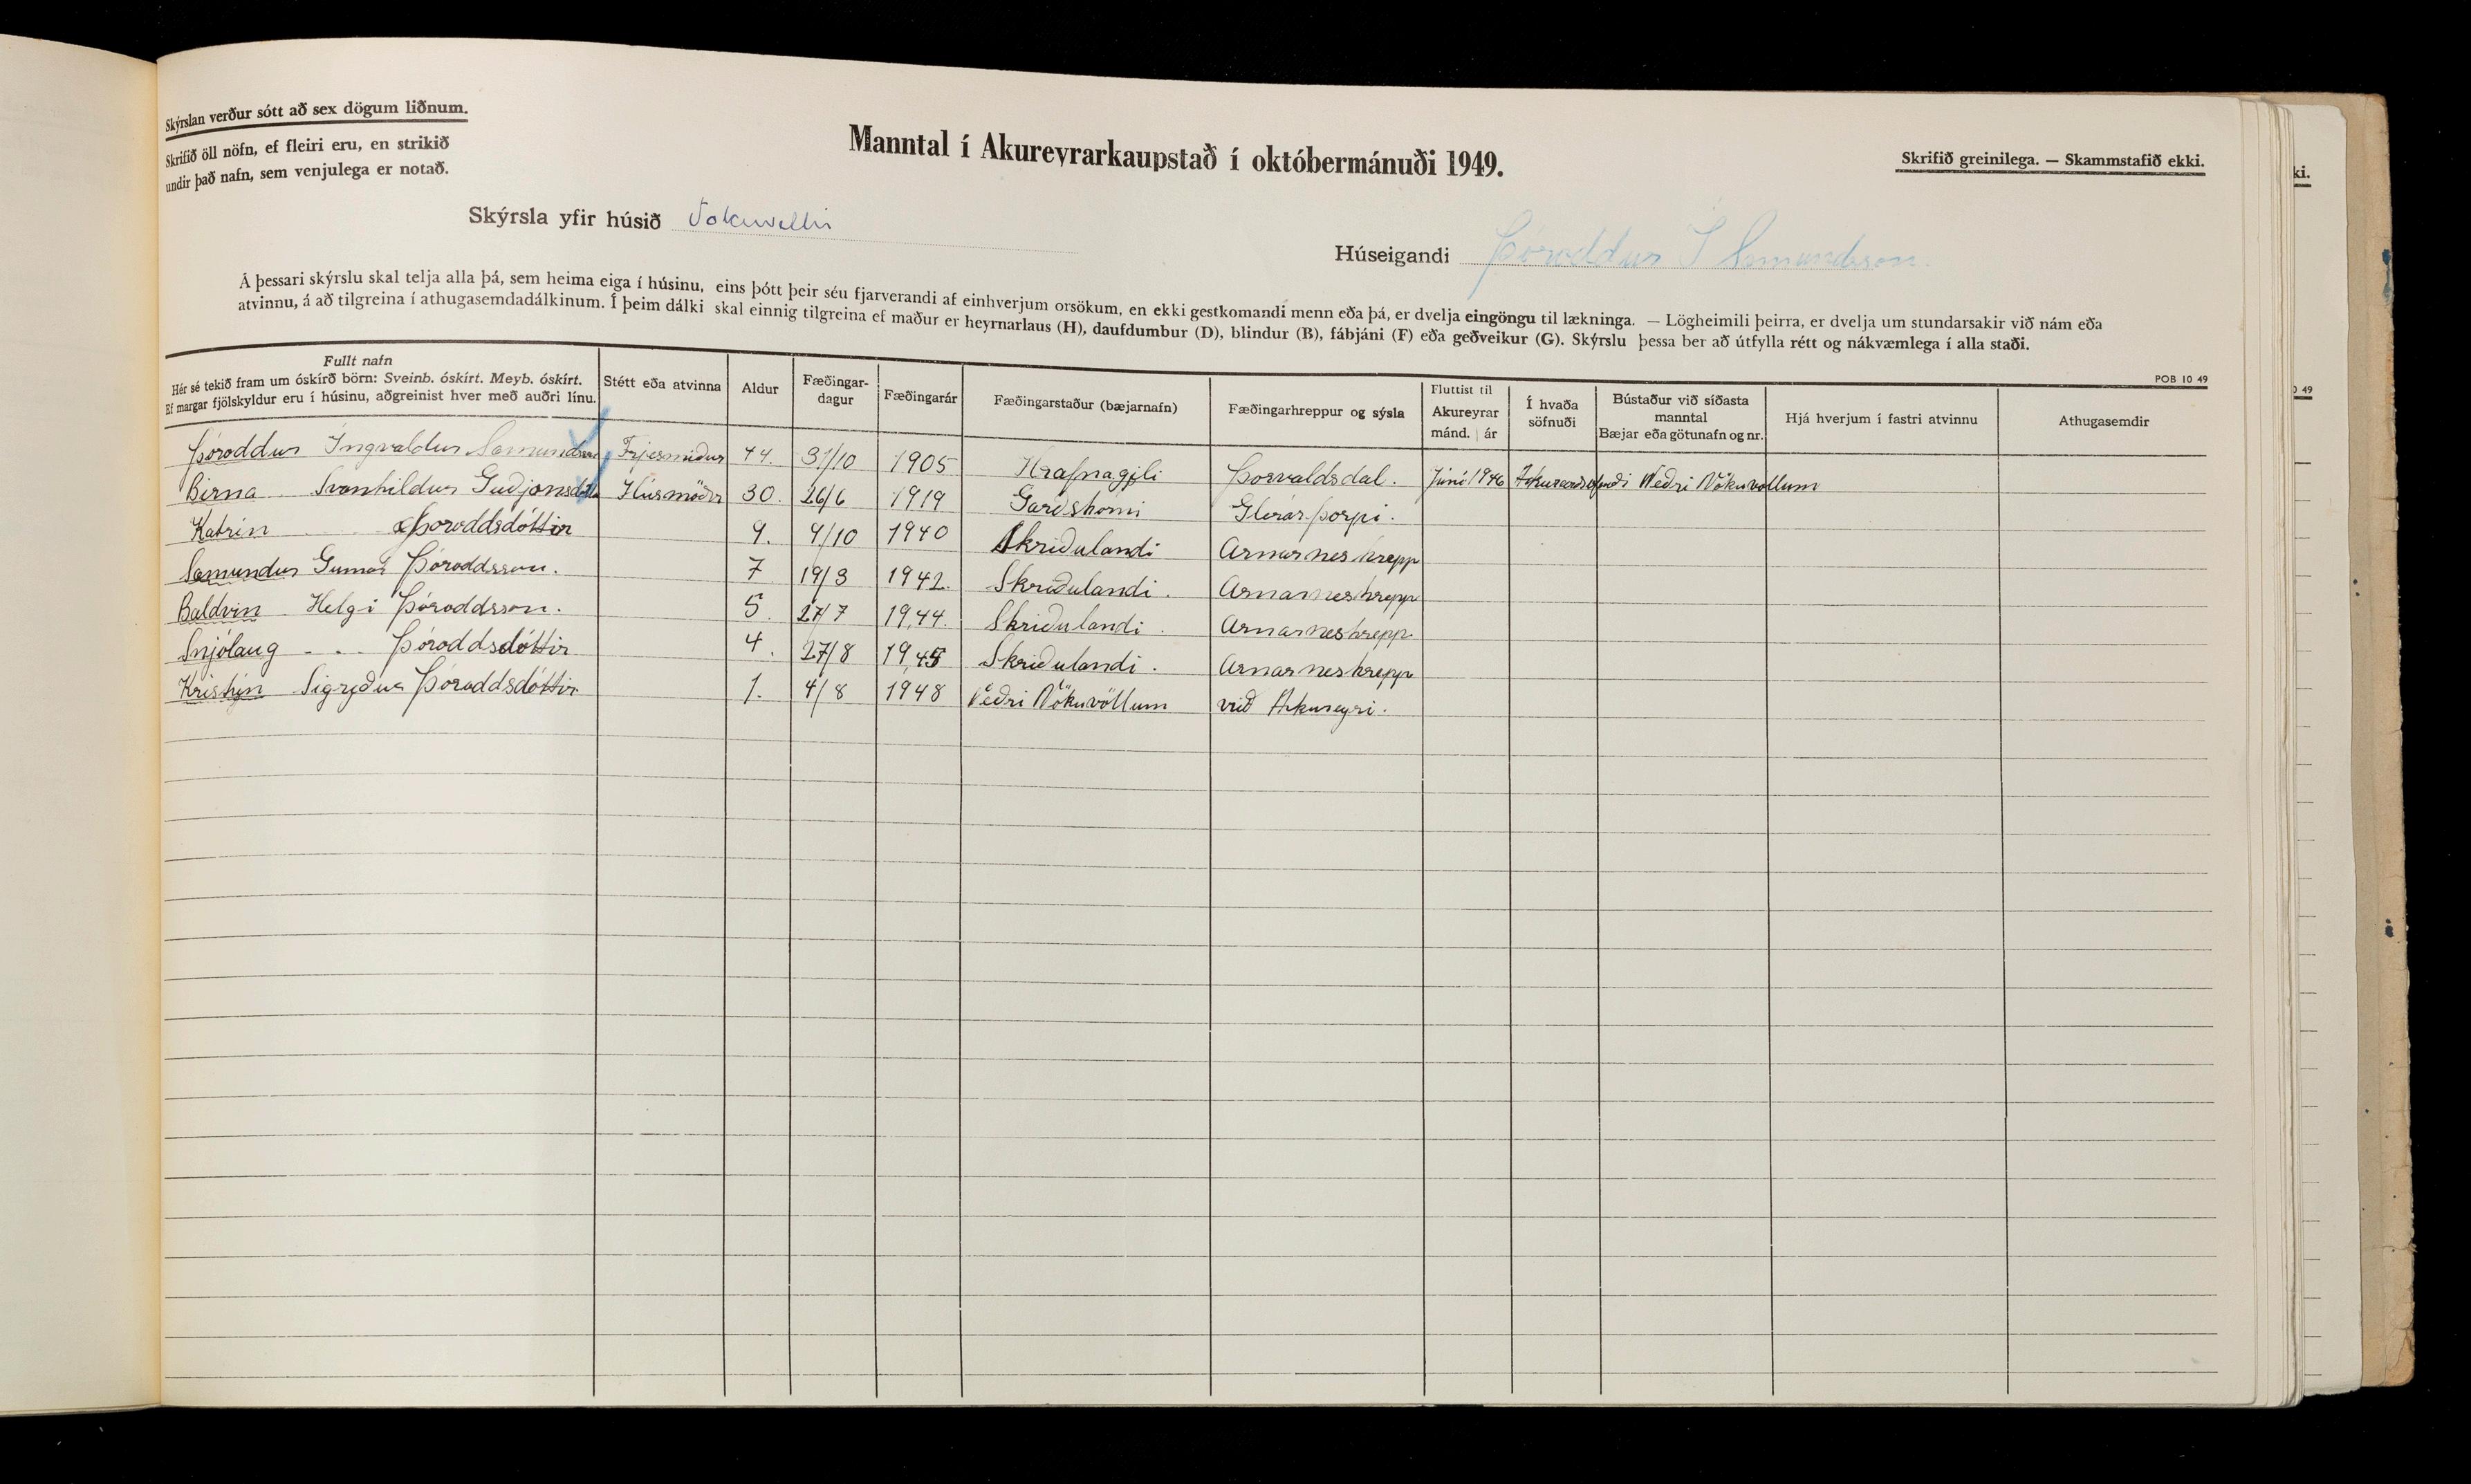 Skýrslan verður sótt að sex dögum liðnum.
Skrifið öll nöfn, ef fleiri eru, en strikið
undir það nafn, sem venjulega er notað.
Manntal í Akureyrarkaupstað í októbermánuði 1949.
Skrifið greinilega. — Skammstafið ekki.
Skýrsla yfir húsið
Húseigandi Þóroddur I Sæmundsson.
Á þessari skýrslu skal telja alla þá, sem heima eiga í húsinu, eins þótt þeir séu fjarverandi af einhverjum orsökum, en ekki gestkomandi menn eða þá, er dvelja eingöngu til lækninga. — Lögheimili þeirra, er dvelja um stundarsakir við nám eða
atvinnu, á að tilgreina í athugasemdadálkinum. Í þeim dálki skal einnig tilgreina ef maður er heyrnarlaus (H), daufdumbur (D), blindur (B), fábjáni (F) eða geðveikur (G). Skýrslu þessa ber að útfylla rétt og nákvæmlega í alla staði.
POB 10 49
Fullt nafn
Hér sé tekið fram um óskírð börn: Sveinb. óskírt. Meyb. óskírt.
Ef margar fjölskyldur eru í húsinu, aðgreinist hver með auðri línu.
Stétt eða atvinna
Aldur
Fæðingar-
dagur
Fæðingarár
Fæðingarstaður (bæjarnafn)
Fæðingarhreppur og sýsla
Fluttist til
Akureyrar
mánd. ár
Í hvaða
söfnuði
Bústaður við síðasta
manntal
Bæjar eða götunafn og nr.
Hjá hverjum í fastri atvinnu
Athugasemdir
Þóroddur Ingvaldur Sæmundsson 44. 31/10 1905 Hrafnagili Þorvaldsdal. Júní 1946 Neðri Vökuvöllum
Birna Svanhildur Guðjónsdóttir Húsmóðir 30. 26/6 1919 Garðshorni Glerárþorpi.
Katrín Þóroddsdóttir 9. 4/10 1940 Skriðulandi Arnarneshrepp
Sæmundur Gunnar Þóroddsson. 7 19/3 1942. Skriðulandi. Arnarneshrepp
Baldvin Helgi Þóroddsson. 5. 27/7 1944. Skriðulandi. Arnarneshrepp.
Snjólaug - - Þóroddsdóttir 4. 27/8 1945 Skriðulandi. Arnarneshrepp
Kristín Sigríður Þóroddsdóttir 1. 4/8 1948 Neðri Vökuvöllum við Akureyri.